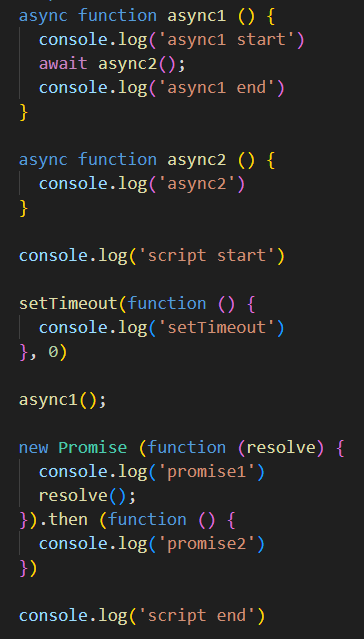 async function async1 () {
  console.log('async1 start')
  await async2();
  console.log('async1 end')
}

async function async2 () {
  console.log('async2')
}

console.log('script start')

setTimeout(function () {
  console.log('setTimeout')
}, 0)

async1();

new Promise (function (resolve) {
  console.log('promise1')
  resolve();
}).then (function () {
  console.log('promise2')
})

console.log('script end')